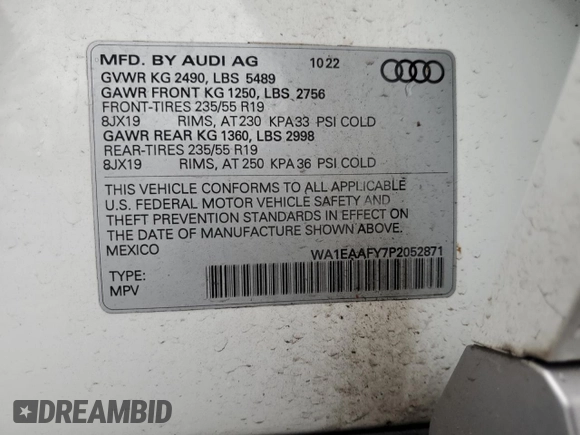 MFD. BY AUDI AG 10 22
GVWR KG 2490, LBS 5489
GAWR FRONT KG 1250, LBS 2756
FRONT-TIRES 235/55 R19
8JX19 RIMS, AT 230 KPA 33 PSI COLD
GAWR REAR KG 1360, LBS 2998
REAR-TIRES 235/55 R19
8JX19 RIMS, AT 250 KPA 36 PSI COLD
THIS VEHICLE CONFORMS TO ALL APPLICABLE
U.S. FEDERAL MOTOR VEHICLE SAFETY AND
THEFT PREVENTION STANDARDS IN EFFECT ON
THE DATE OF MANUFACTURE SHOWN ABOVE.
MEXICO WA1EAAFY7P2052871
TYPE:
MPV
DREAMBID